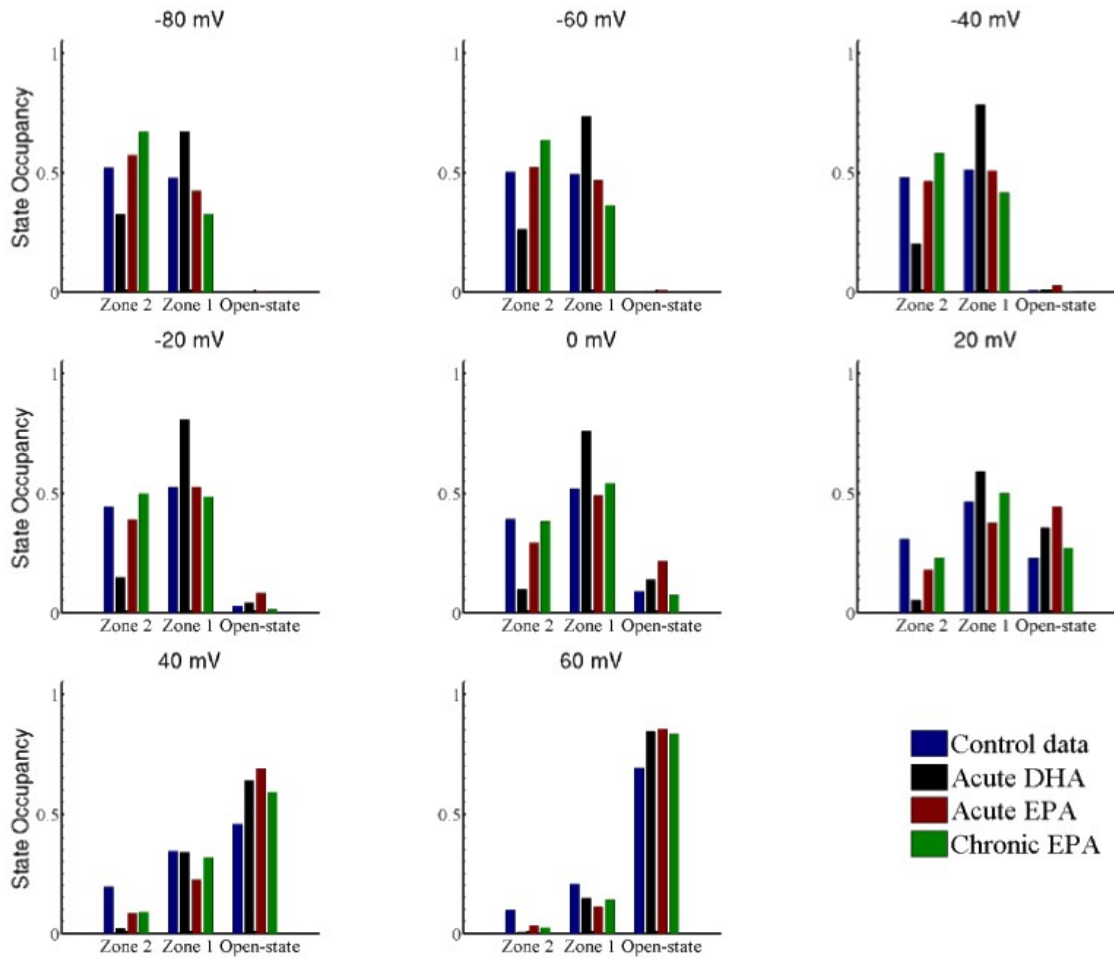 -80 mV
-60 mV
-40 mV
State Occupancy
1
0.5
0
Zone 2 Zone 1 Open-state
1
0.5
0
Zone 2 Zone 1 Open-state
1
0.5
0
Zone 2 Zone 1 Open-state
-20 mV
0 mV
20 mV
State Occupancy
1
0.5
0
Zone 2 Zone 1 Open-state
1
0.5
0
Zone 2 Zone 1 Open-state
1
0.5
0
Zone 2 Zone 1 Open-state
40 mV
60 mV
State Occupancy
1
0.5
0
Zone 2 Zone 1 Open-state
1
0.5
0
Zone 2 Zone 1 Open-state
Control data
Acute DHA
Acute EPA
Chronic EPA